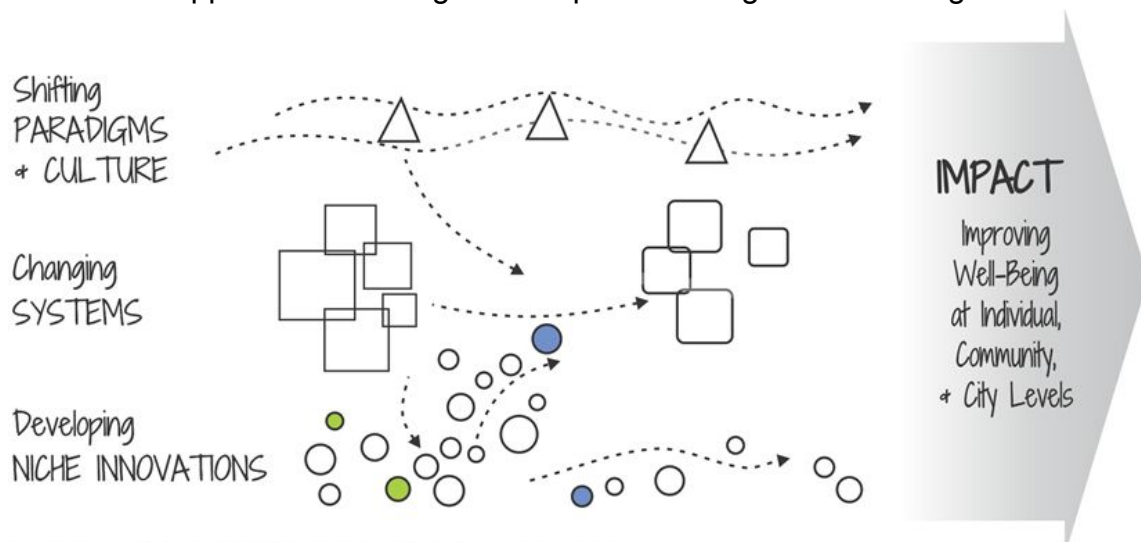 Shifting
PARADIGMS
& CULTURE
Changing
SYSTEMS
Developing
NICHE INNOVATIONS
IMPACT
Improving
Well-Being
at Individual,
Community,
& City Levels